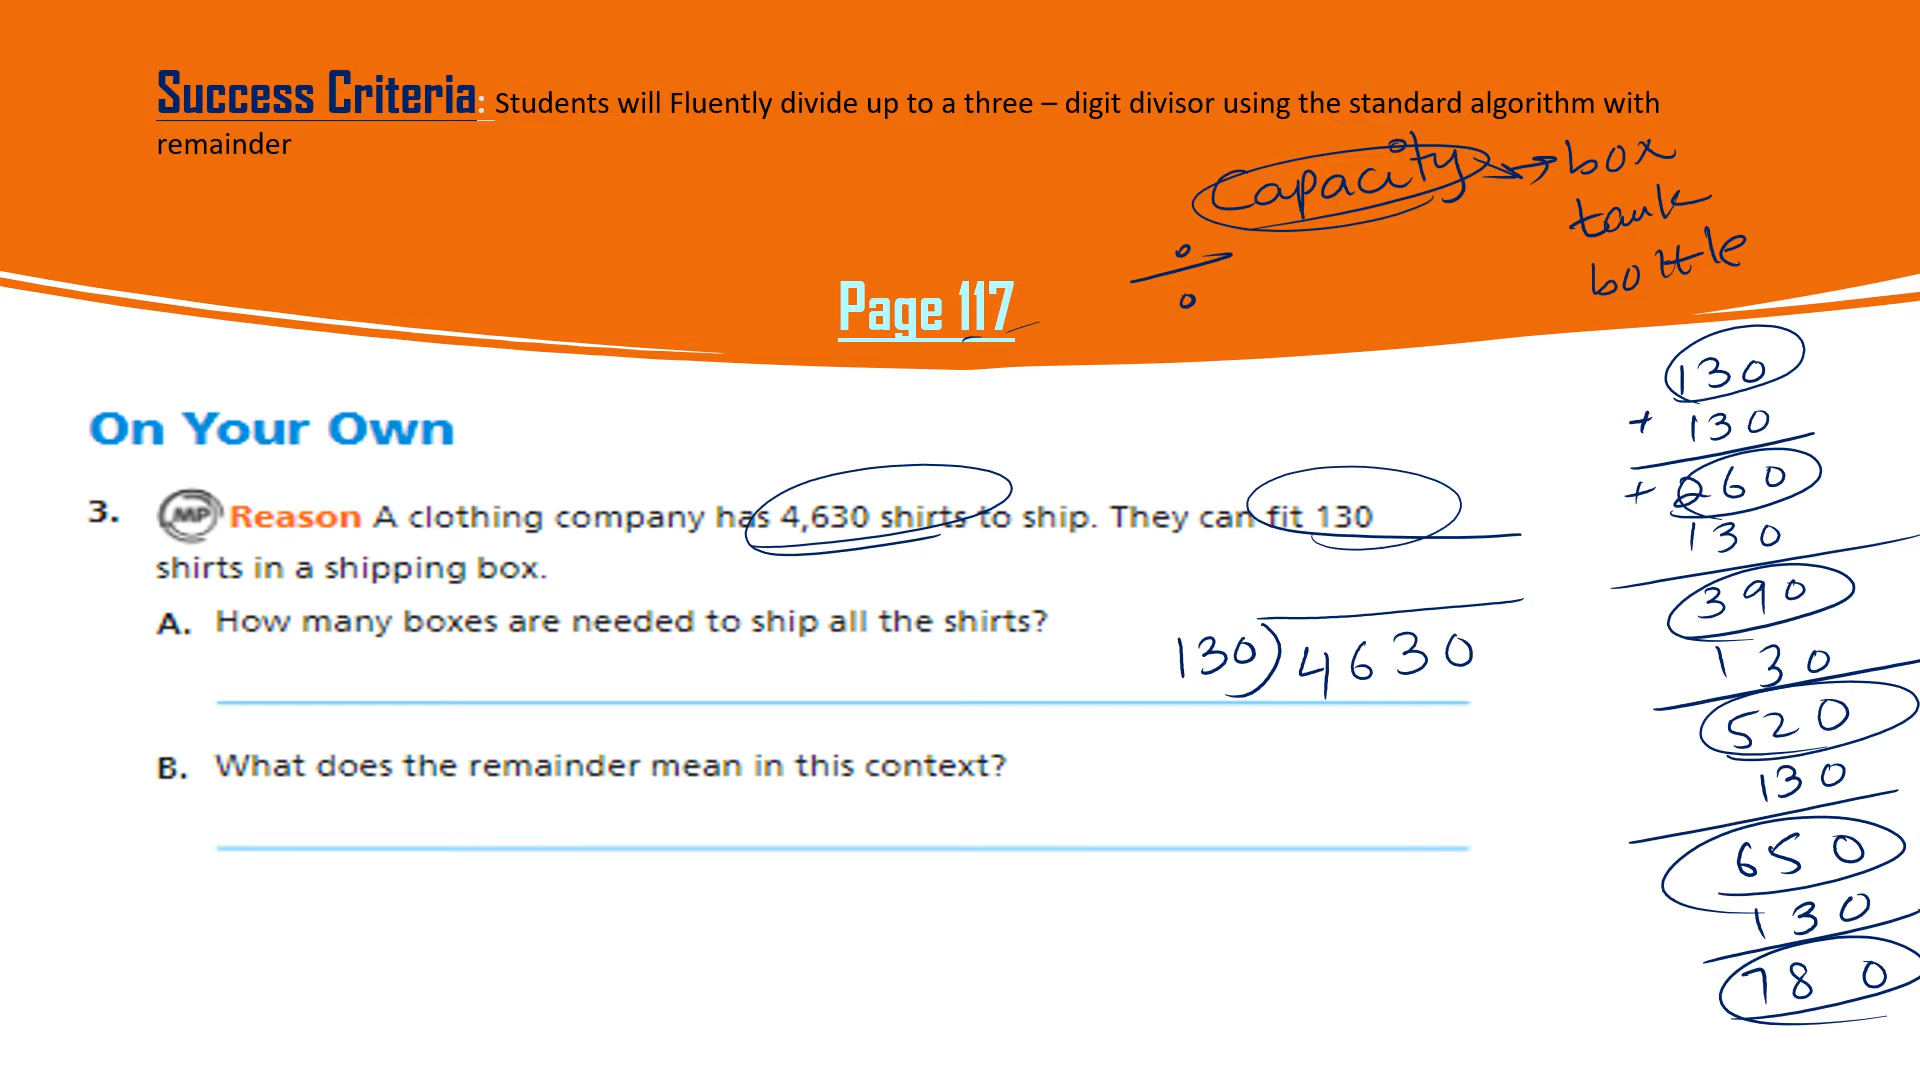 Success Criteria: Students will Fluently divide up to a three – digit divisor using the standard algorithm with
remainder
Capacity → box
tank
bottle
÷
Page 117
On Your Own
3. MP Reason A clothing company has 4,630 shirts to ship. They can fit 130
shirts in a shipping box.
A. How many boxes are needed to ship all the shirts?
130)4630
B. What does the remainder mean in this context?
130
+ 130
260
+ 130
390
130
520
130
650
130
780